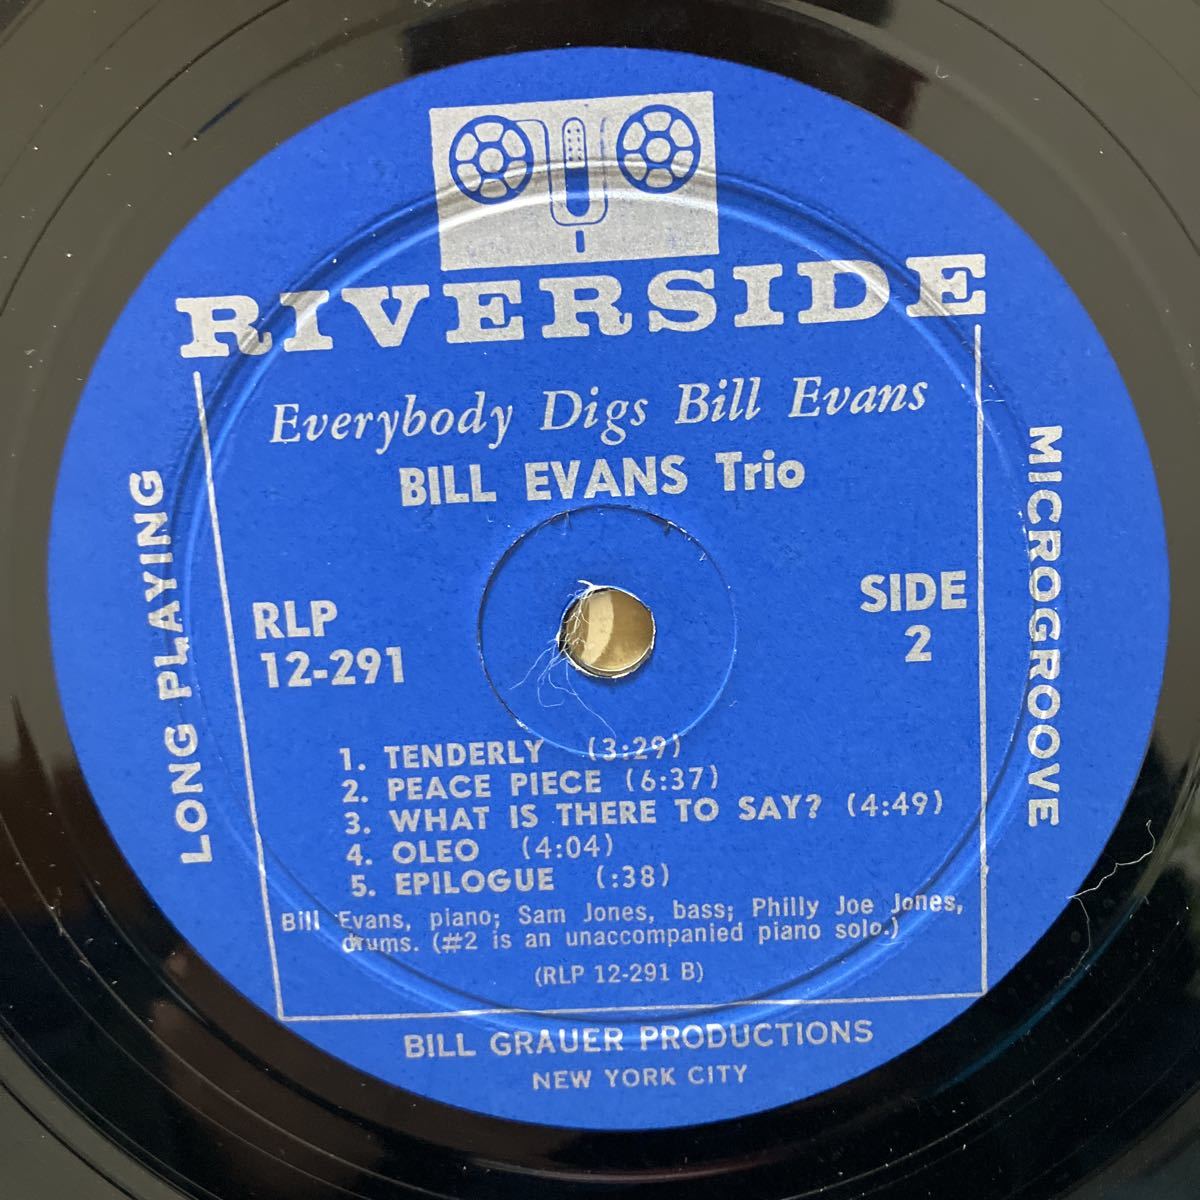 RIVERSIDE
Everybody Digs Bill Evans
BILL EVANS Trio
LONG PLAYING
MICROGROOVE
RLP
12-291
SIDE
2
1. TENDERLY (3:29)
2. PEACE PIECE (6:37)
3. WHAT IS THERE TO SAY? (4:49)
4. OLEO (4:04)
5. EPILOGUE (:38)
Bill Evans, piano; Sam Jones, bass; Philly Joe Jones,
drums. (#2 is an unaccompanied piano solo.)
(RLP 12-291 B)
BILL GRAUER PRODUCTIONS
NEW YORK CITY